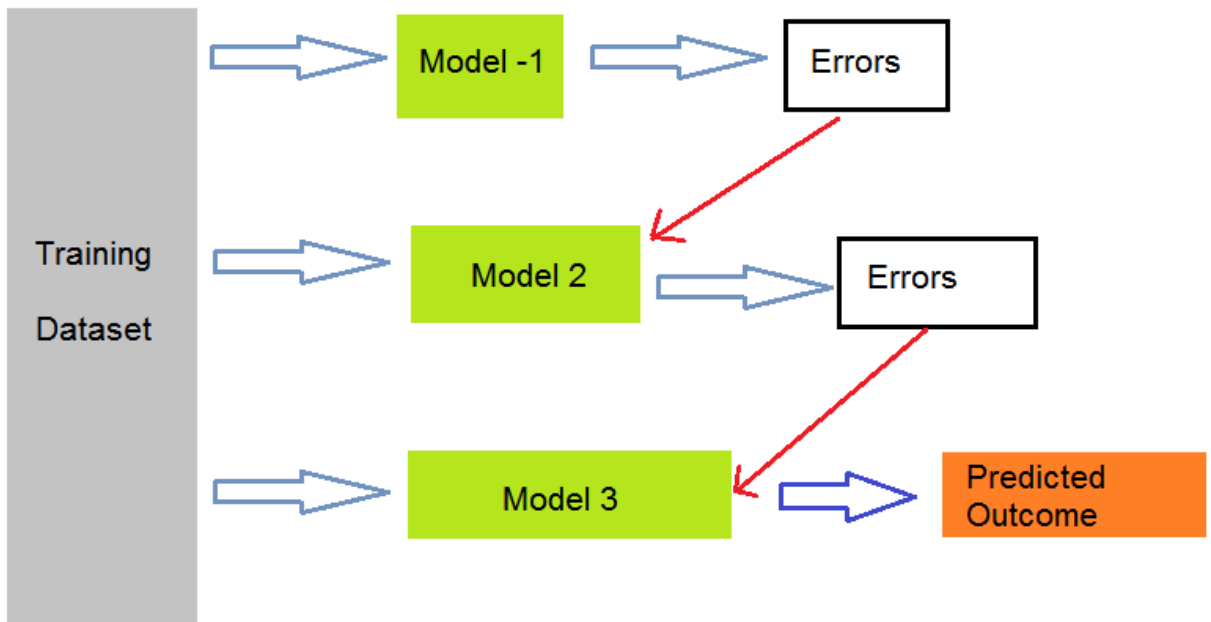 Model -1
Errors
Training
Dataset
Model 2
Errors
Model 3
Predicted
Outcome